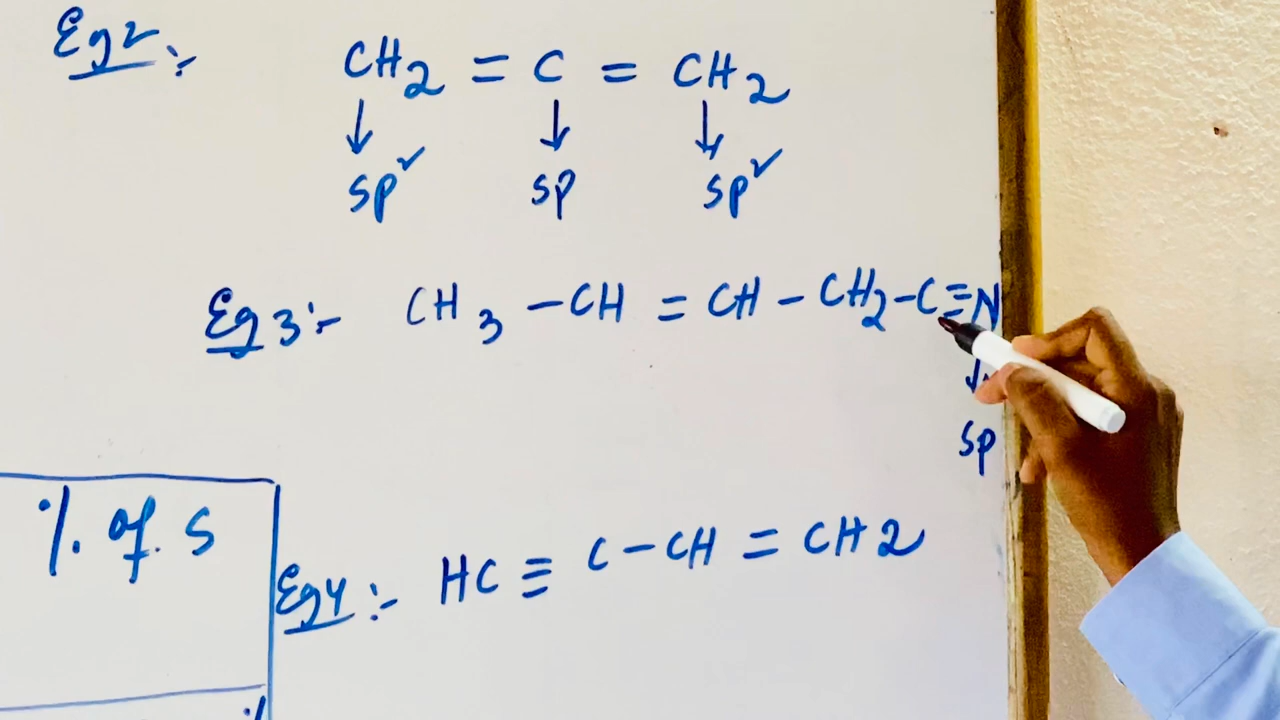 Eg2:-
CH2 = C = CH2
↓ ↓ ↓
sp² sp sp²
Eg3:- CH3 - CH = CH - CH2 - C ≡ N
↓
sp
% of S
Eg4:- HC ≡ C - CH = CH2